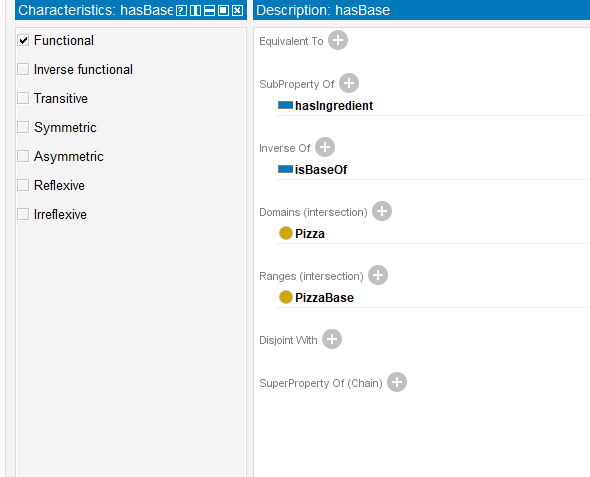 Characteristics: hasBase
Functional
Inverse functional
Transitive
Symmetric
Asymmetric
Reflexive
Irreflexive
Description: hasBase
Equivalent To
SubProperty Of
hasIngredient
Inverse Of
isBaseOf
Domains (intersection)
Pizza
Ranges (intersection)
PizzaBase
Disjoint With
SuperProperty Of (Chain)